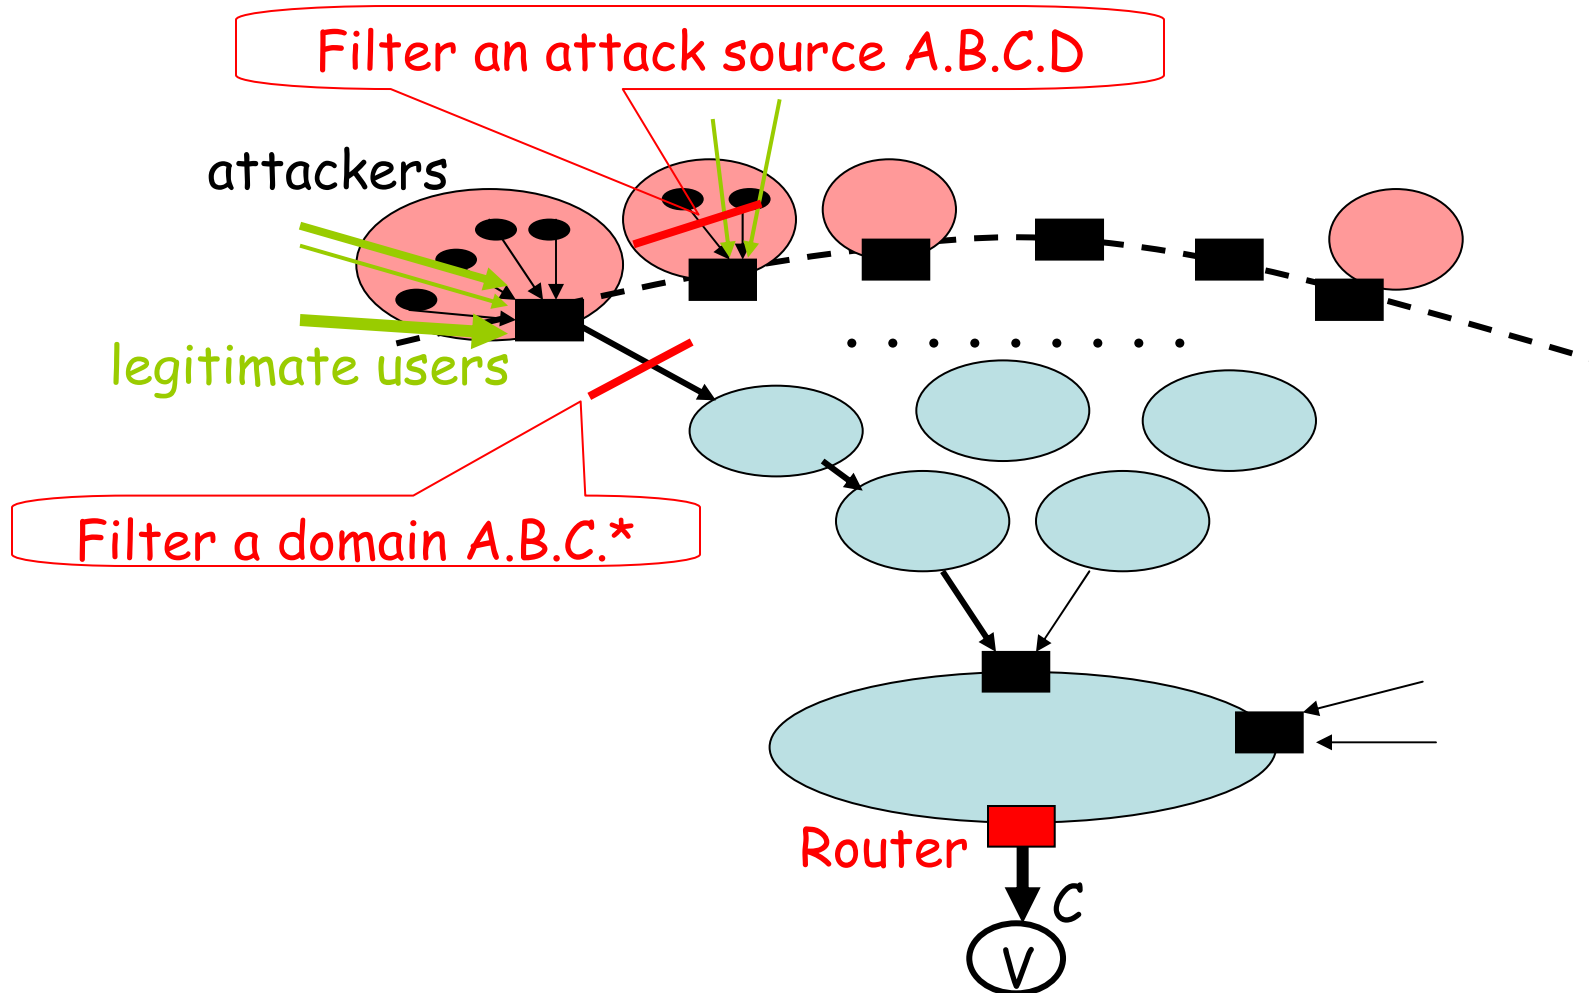 Filter an attack source A.B.C.D
attackers
legitimate users
Filter a domain A.B.C.*
Router
C
V